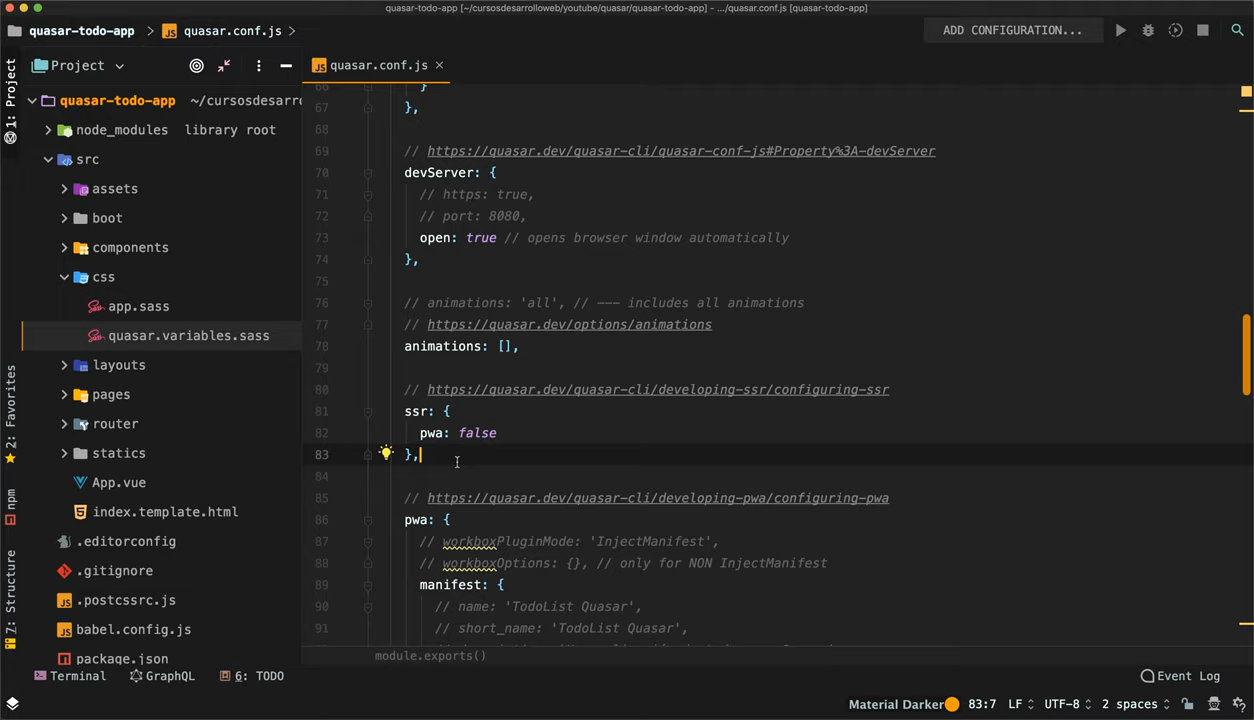 quasar-todo-app [~/cursosdesarrolloweb/youtube/quasar/quasar-todo-app] - .../quasar.conf.js [quasar-todo-app]
quasar-todo-app
quasar.conf.js
ADD CONFIGURATION...
Project
quasar.conf.js
1: Project
2: Favorites
npm
7: Structure
quasar-todo-app ~/cursosdesarro
node_modules library root
src
assets
boot
components
css
app.sass
quasar.variables.sass
layouts
pages
router
statics
App.vue
index.template.html
.editorconfig
.gitignore
.postcssrc.js
babel.config.js
package.json
66 }
67 },
68
69 // https://quasar.dev/quasar-cli/quasar-conf-js#Property%3A-devServer
70 devServer: {
71 // https: true,
72 // port: 8080,
73 open: true // opens browser window automatically
74 },
75
76 // animations: 'all', // --- includes all animations
77 // https://quasar.dev/options/animations
78 animations: [],
79
80 // https://quasar.dev/quasar-cli/developing-ssr/configuring-ssr
81 ssr: {
82 pwa: false
83 },
84
85 // https://quasar.dev/quasar-cli/developing-pwa/configuring-pwa
86 pwa: {
87 // workboxPluginMode: 'InjectManifest',
88 // workboxOptions: {}, // only for NON InjectManifest
89 manifest: {
90 // name: 'TodoList Quasar',
91 // short_name: 'TodoList Quasar',
module.exports()
Terminal
GraphQL
6: TODO
Event Log
Material Darker
83:7 LF UTF-8 2 spaces